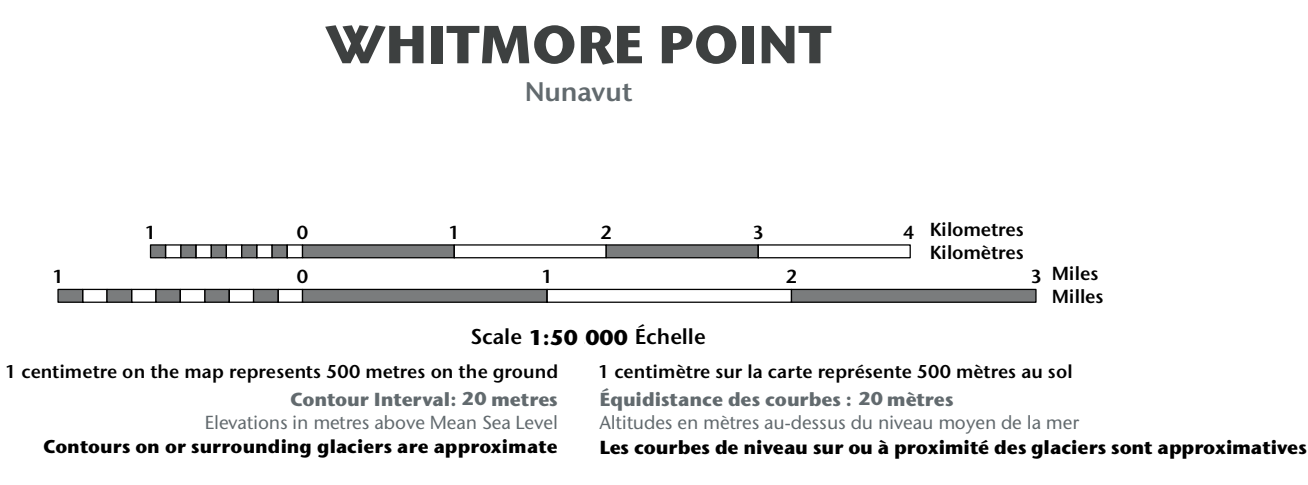 WHITMORE POINT
Nunavut
1 0 1 2 3 4 Kilometres
Kilomètres
1 0 1 2 3 Miles
Milles
Scale 1:50 000 Échelle
1 centimetre on the map represents 500 metres on the ground
Contour Interval: 20 metres
Elevations in metres above Mean Sea Level
Contours on or surrounding glaciers are approximate
1 centimètre sur la carte représente 500 mètres au sol
Équidistance des courbes : 20 mètres
Altitudes en mètres au-dessus du niveau moyen de la mer
Les courbes de niveau sur ou à proximité des glaciers sont approximatives